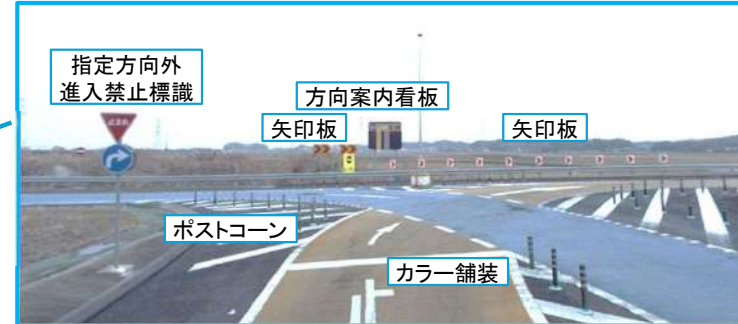 指定方向外
進入禁止標識
方向案内看板
矢印板
矢印板
ポストコーン
カラー舗装